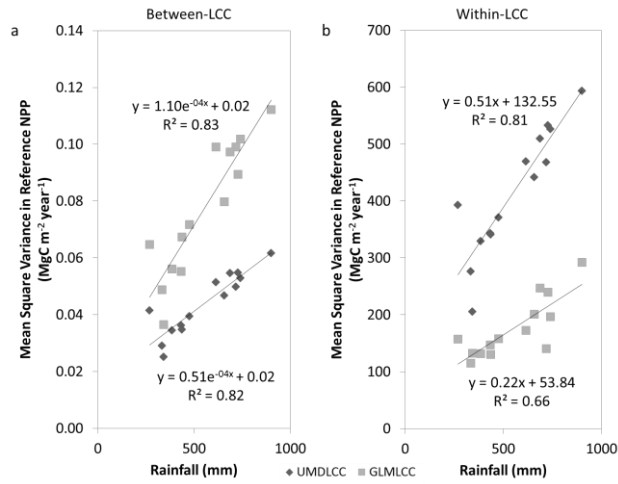 a
Between-LCC
Mean Square Variance in Reference NPP
(MgC m⁻² year⁻¹)
0.14
0.12
0.10
0.08
0.06
0.04
0.02
0.00
y = 1.10e⁻⁰⁴ˣ + 0.02
R² = 0.83
y = 0.51e⁻⁰⁴ˣ + 0.02
R² = 0.82
0
500
1000
Rainfall (mm)
b
Within-LCC
Mean Square Variance in Reference NPP
(MgC m⁻² year⁻¹)
700
600
500
400
300
200
100
0
y = 0.51x + 132.55
R² = 0.81
y = 0.22x + 53.84
R² = 0.66
0
500
1000
Rainfall (mm)
UMDLCC
GLMLCC